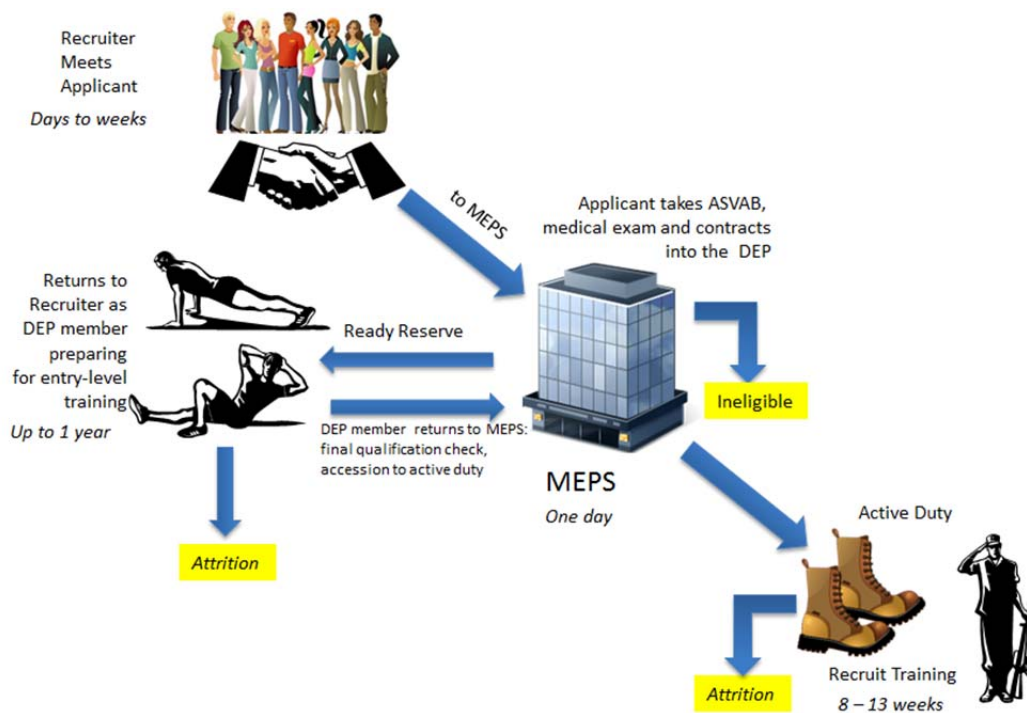 Recruiter
Meets
Applicant
Days to weeks
to MEPS
Applicant takes ASVAB,
medical exam and contracts
into the DEP
Returns to
Recruiter as
DEP member
preparing
for entry-level
training
Up to 1 year
Ready Reserve
DEP member returns to MEPS:
final qualification check,
accession to active duty
Ineligible
MEPS
One day
Attrition
Active Duty
Attrition
Recruit Training
8 – 13 weeks